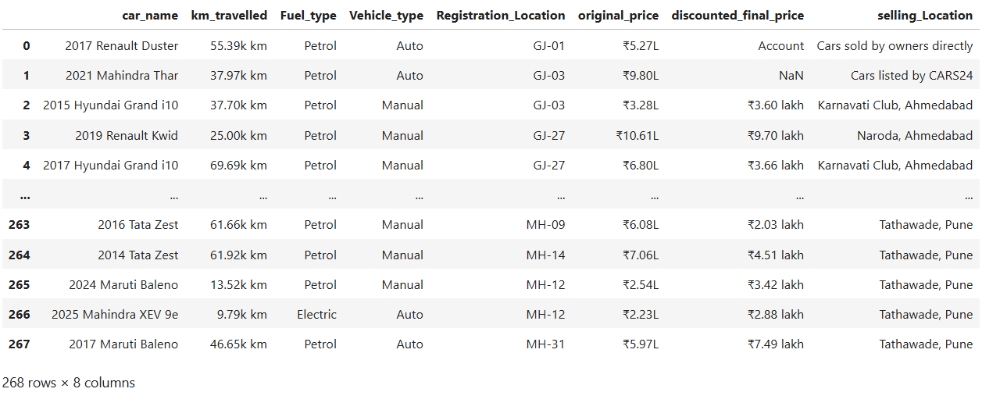 car_name km_travelled Fuel_type Vehicle_type Registration_Location original_price discounted_final_price selling_Location
0 2017 Renault Duster 55.39k km Petrol Auto GJ-01 ₹5.27L Account Cars sold by owners directly
1 2021 Mahindra Thar 37.97k km Petrol Auto GJ-03 ₹9.80L NaN Cars listed by CARS24
2 2015 Hyundai Grand i10 37.70k km Petrol Manual GJ-03 ₹3.28L ₹3.60 lakh Karnavati Club, Ahmedabad
3 2019 Renault Kwid 25.00k km Petrol Manual GJ-27 ₹10.61L ₹9.70 lakh Naroda, Ahmedabad
4 2017 Hyundai Grand i10 69.69k km Petrol Manual GJ-27 ₹6.80L ₹3.66 lakh Karnavati Club, Ahmedabad
... ... ... ... ... ... ... ... ...
263 2016 Tata Zest 61.66k km Petrol Manual MH-09 ₹6.08L ₹2.03 lakh Tathawade, Pune
264 2014 Tata Zest 61.92k km Petrol Manual MH-14 ₹7.06L ₹4.51 lakh Tathawade, Pune
265 2024 Maruti Baleno 13.52k km Petrol Manual MH-12 ₹2.54L ₹3.42 lakh Tathawade, Pune
266 2025 Mahindra XEV 9e 9.79k km Electric Auto MH-12 ₹2.23L ₹2.88 lakh Tathawade, Pune
267 2017 Maruti Baleno 46.65k km Petrol Auto MH-31 ₹5.97L ₹7.49 lakh Tathawade, Pune
268 rows × 8 columns